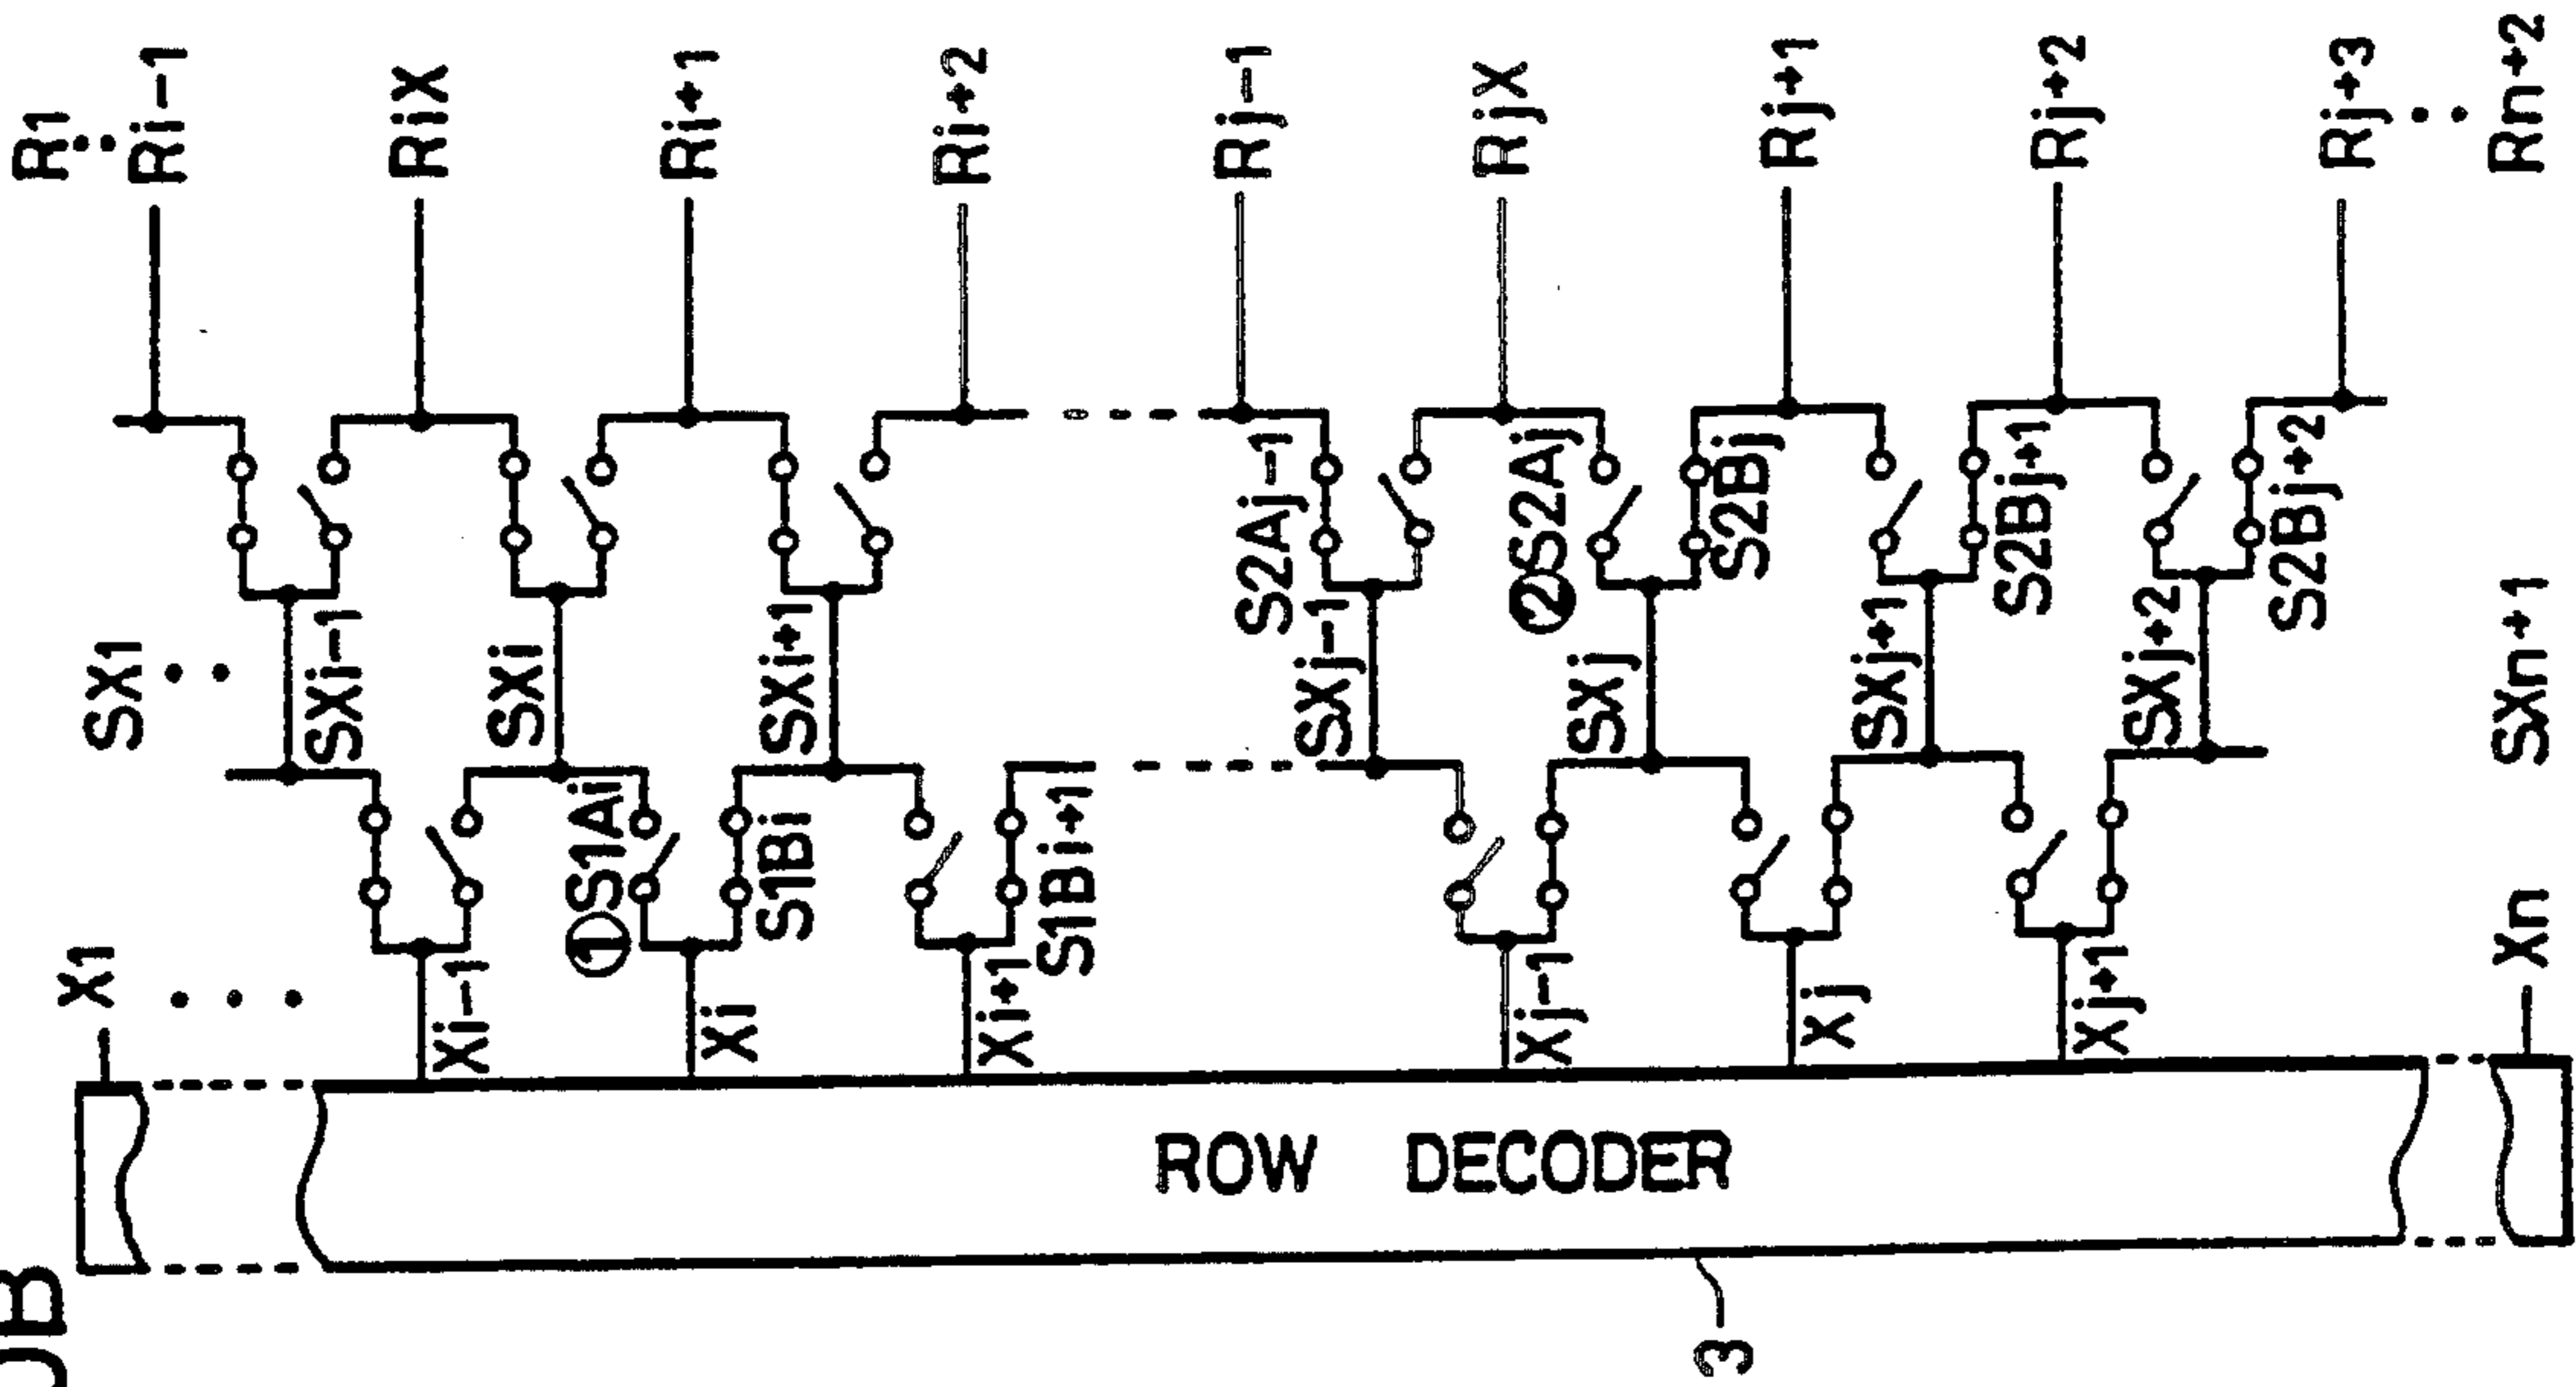 R1
Ri-1
RiX
Ri+1
Ri+2
Rj-1
RjX
Rj+1
Rj+2
Rj+3
Rn+2
S2Aj-1
②S2Aj
S2Bj
S2Bj+1
S2Bj+2
SX1
SXi-1
SXi
SXi+1
SXj-1
SXj
SXj+1
SXj+2
SXn+1
①S1Ai
S1Bi
S1Bi+1
X1
Xi-1
Xi
Xi+1
Xj-1
Xj
Xj+1
Xn
ROW DECODER
3